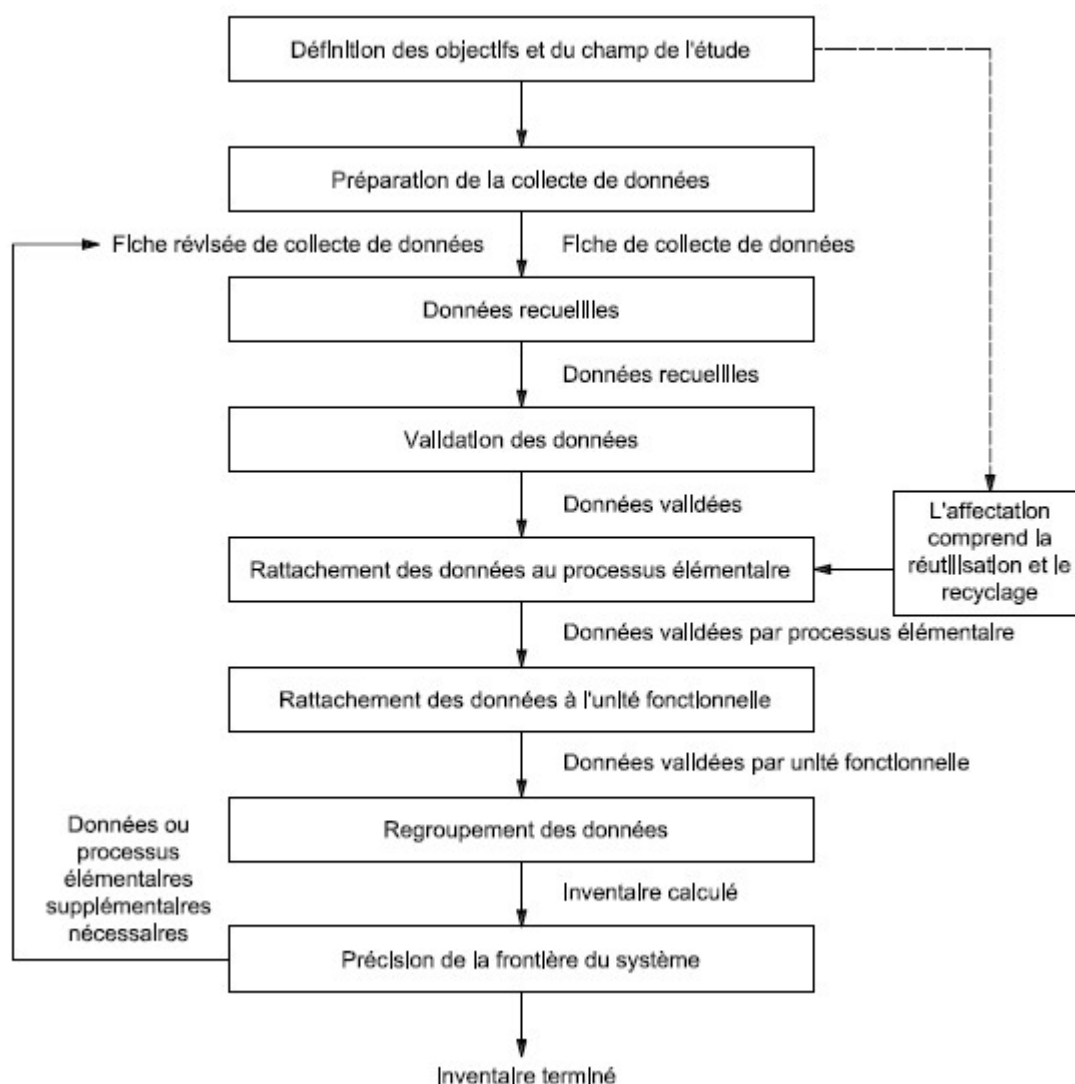 Définition des objectifs et du champ de l'étude
Préparation de la collecte de données
Fiche révisée de collecte de données
Fiche de collecte de données
Données recueillles
Données recueillles
Validation des données
Données validées
L'affectation
comprend la
réutilisation et le
recyclage
Rattachement des données au processus élémentaire
Données validées par processus élémentaire
Rattachement des données à l'unité fonctionnelle
Données validées par unité fonctionnelle
Regroupement des données
Données ou
processus
élémentaires
supplémentaires
nécessaires
Inventaire calculé
Précision de la frontière du système
Inventaire terminé